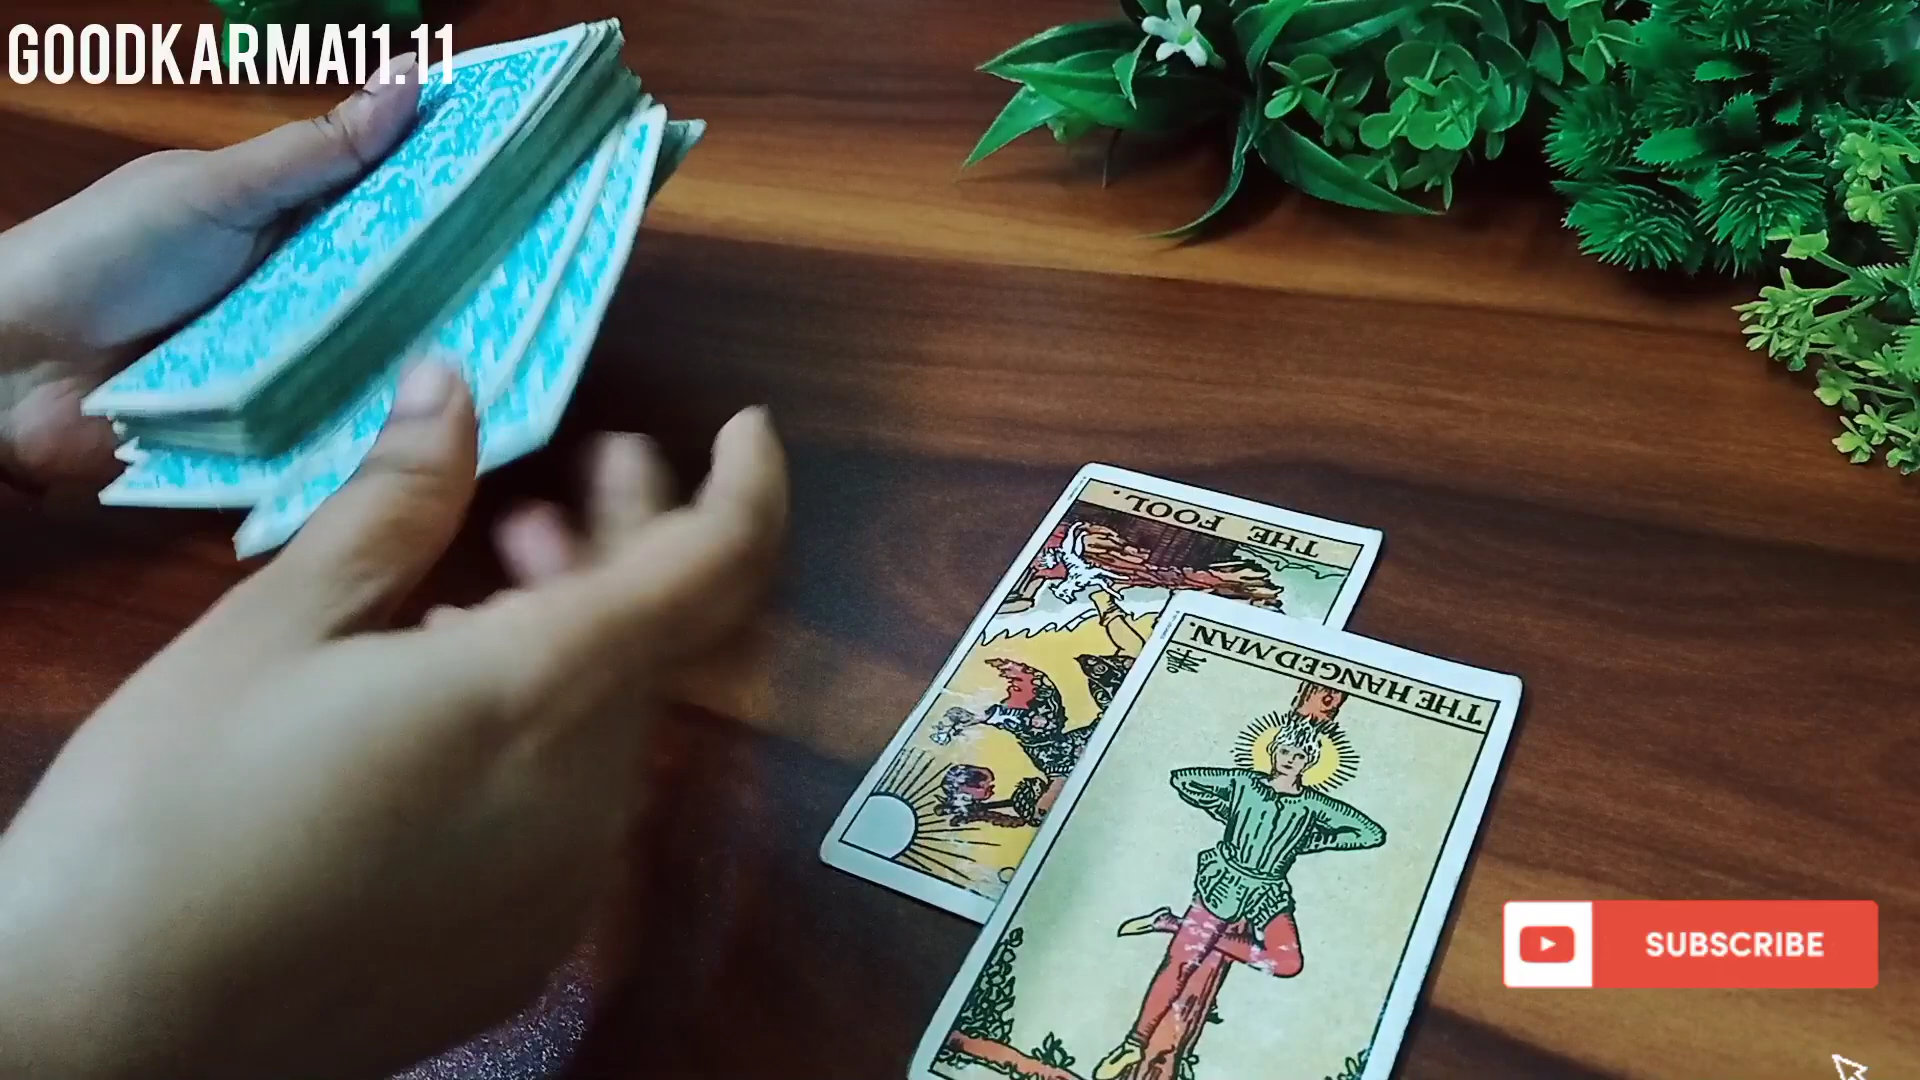 GOODKARMA11.11
THE FOOL.
THE HANGED MAN.
SUBSCRIBE